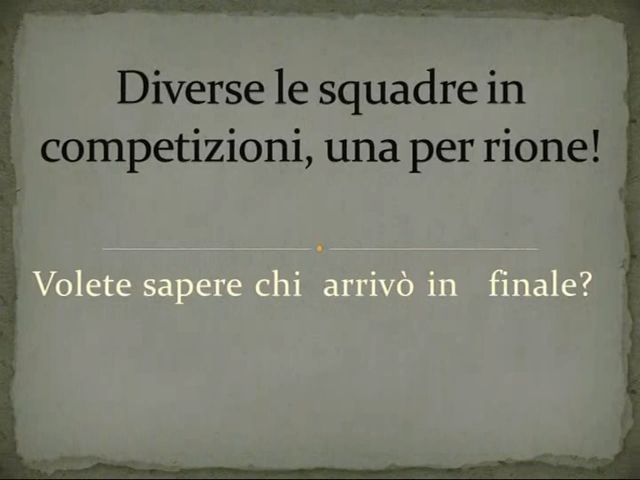 Diverse le squadre in
competizioni, una per rione!
Volete sapere chi arrivò in finale?